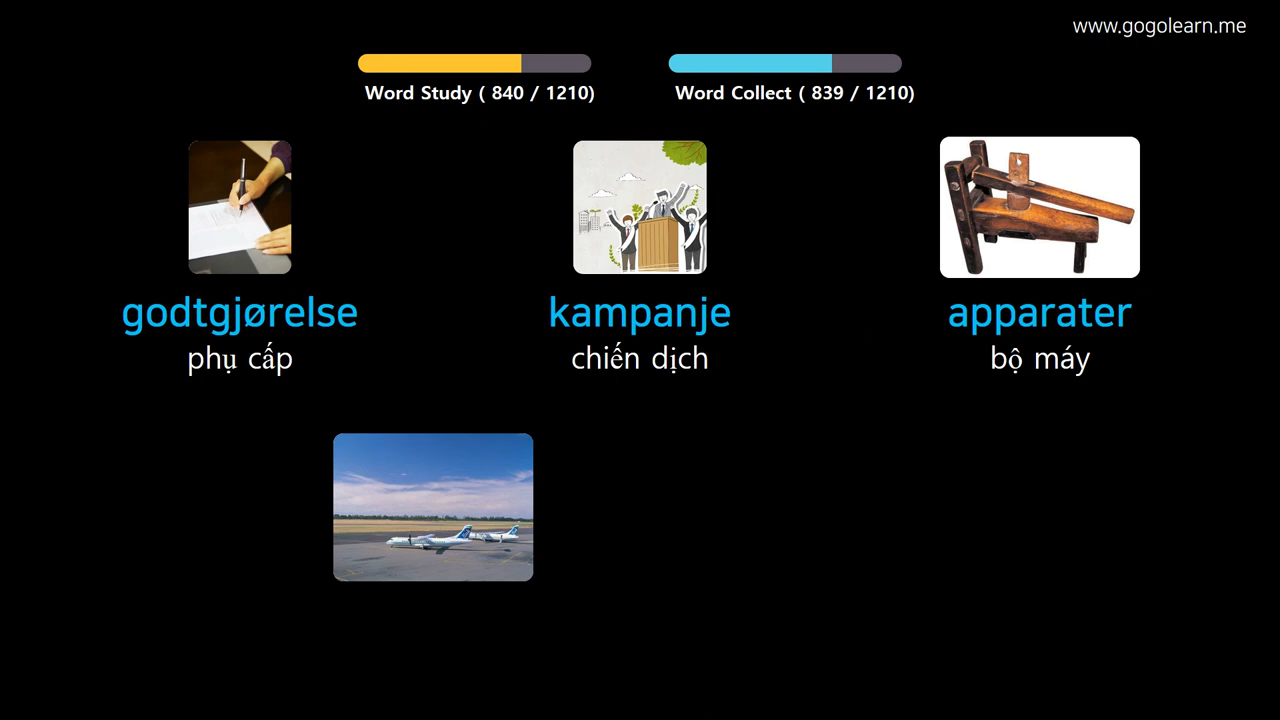 www.gogolearn.me
Word Study ( 840 / 1210)
Word Collect ( 839 / 1210)
godtgjørelse
phụ cấp
kampanje
chiến dịch
apparater
bộ máy